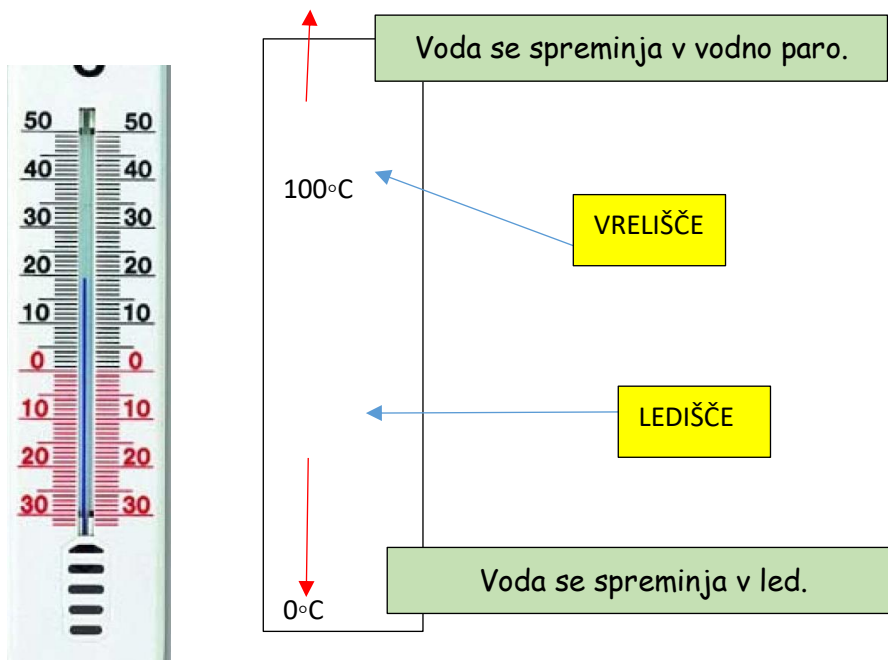 50 50
40 40
30 30
20 20
10 10
0 0
10 10
20 20
30 30
Voda se spreminja v vodno paro.
100°C
VRELIŠČE
LEDIŠČE
Voda se spreminja v led.
0°C